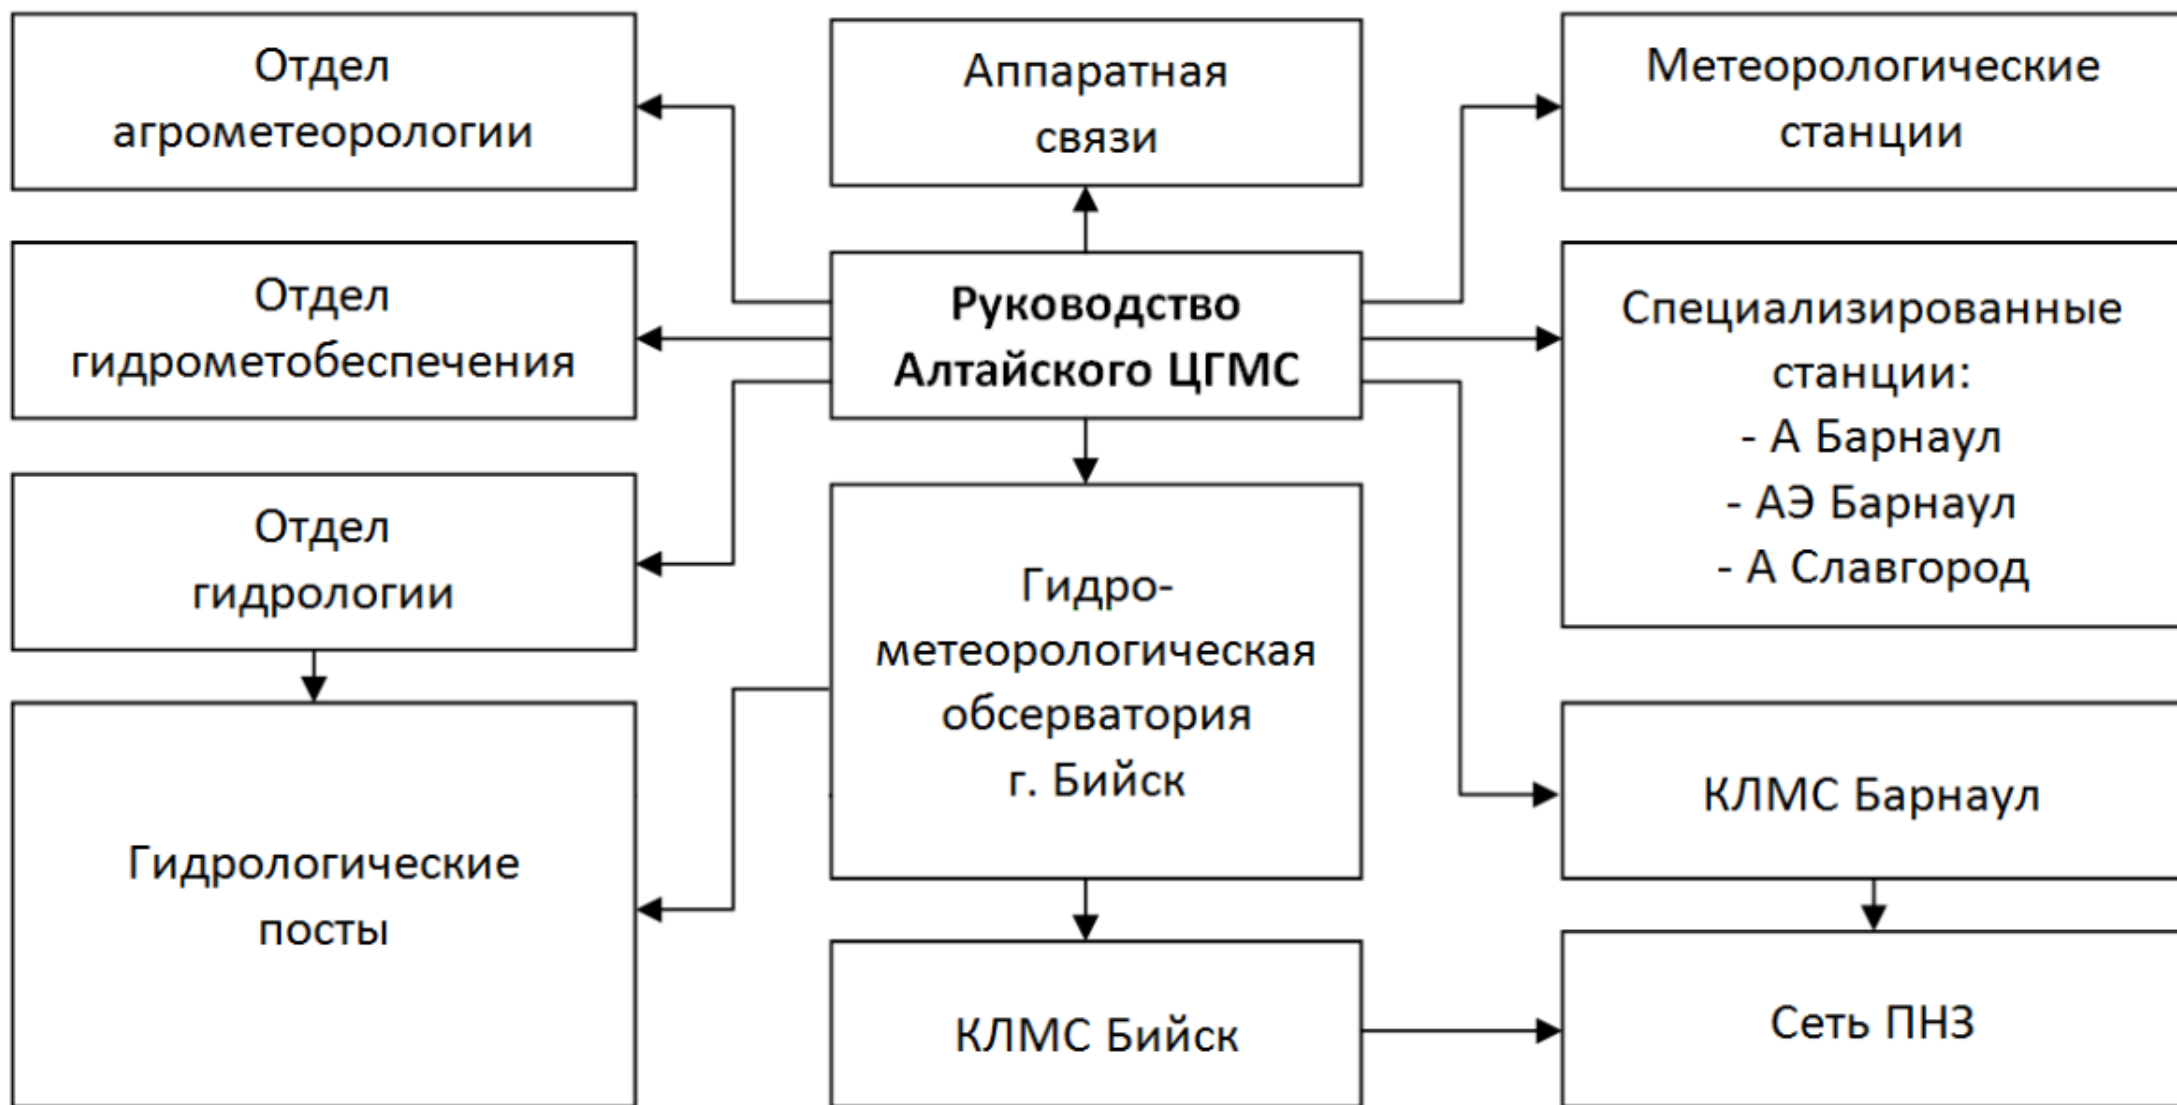 Отдел
агрометеорологии
Аппаратная
связи
Метеорологические
станции
Отдел
гидрометобеспечения
Руководство
Алтайского ЦГМС
Специализированные
станции:
- А Барнаул
- АЭ Барнаул
- А Славгород
Отдел
гидрологии
Гидро-
метеорологическая
обсерватория
г. Бийск
Гидрологические
посты
КЛМС Барнаул
КЛМС Бийск
Сеть ПНЗ